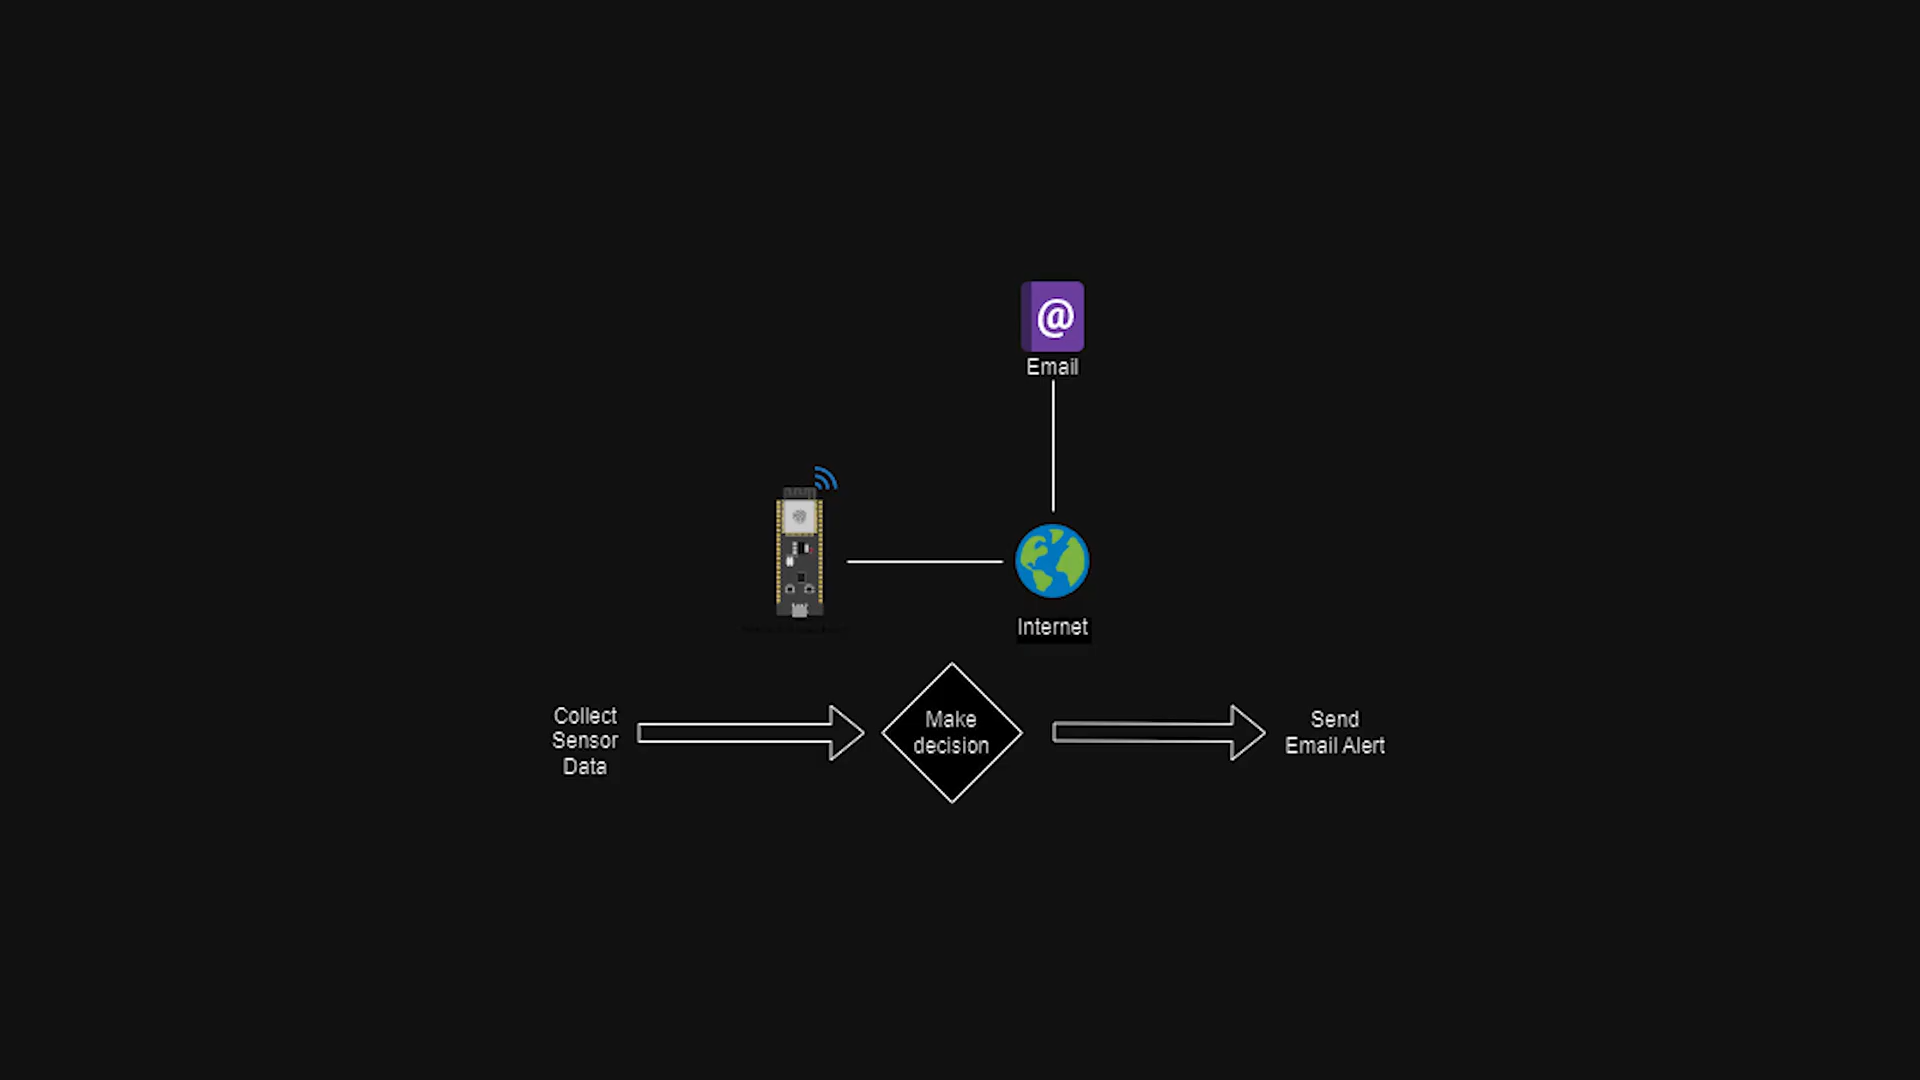 @
Email
Internet
Collect
Sensor
Data
Make
decision
Send
Email Alert